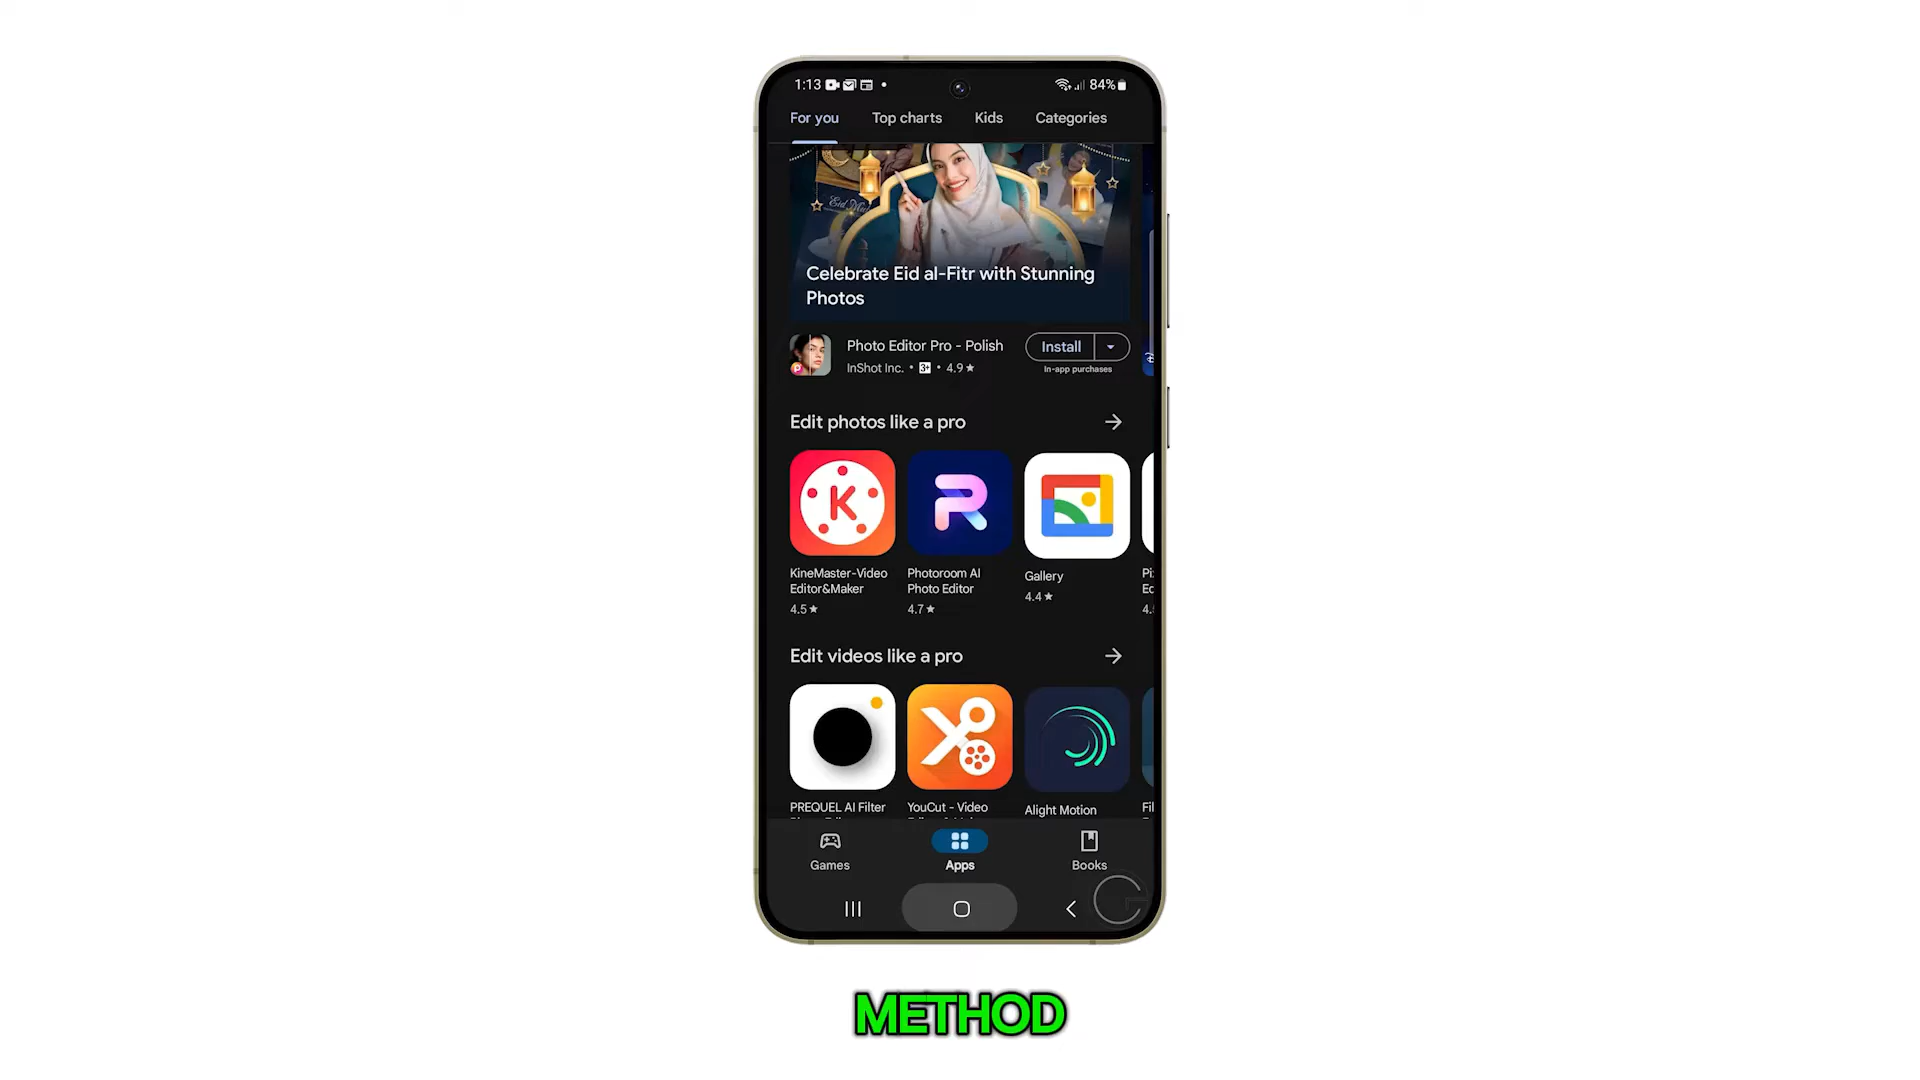 1:13
84%
For you
Top charts
Kids
Categories
Celebrate Eid al-Fitr with Stunning
Photos
Photo Editor Pro - Polish
InShot Inc. • 3+ • 4.9★
Install
In-app purchases
Edit photos like a pro
K
R
KineMaster-Video
Editor&Maker
4.5★
Photoroom AI
Photo Editor
4.7★
Gallery
4.4★
Edit videos like a pro
PREQUEL AI Filter
YouCut - Video
Alight Motion
Games
Apps
Books
METHOD